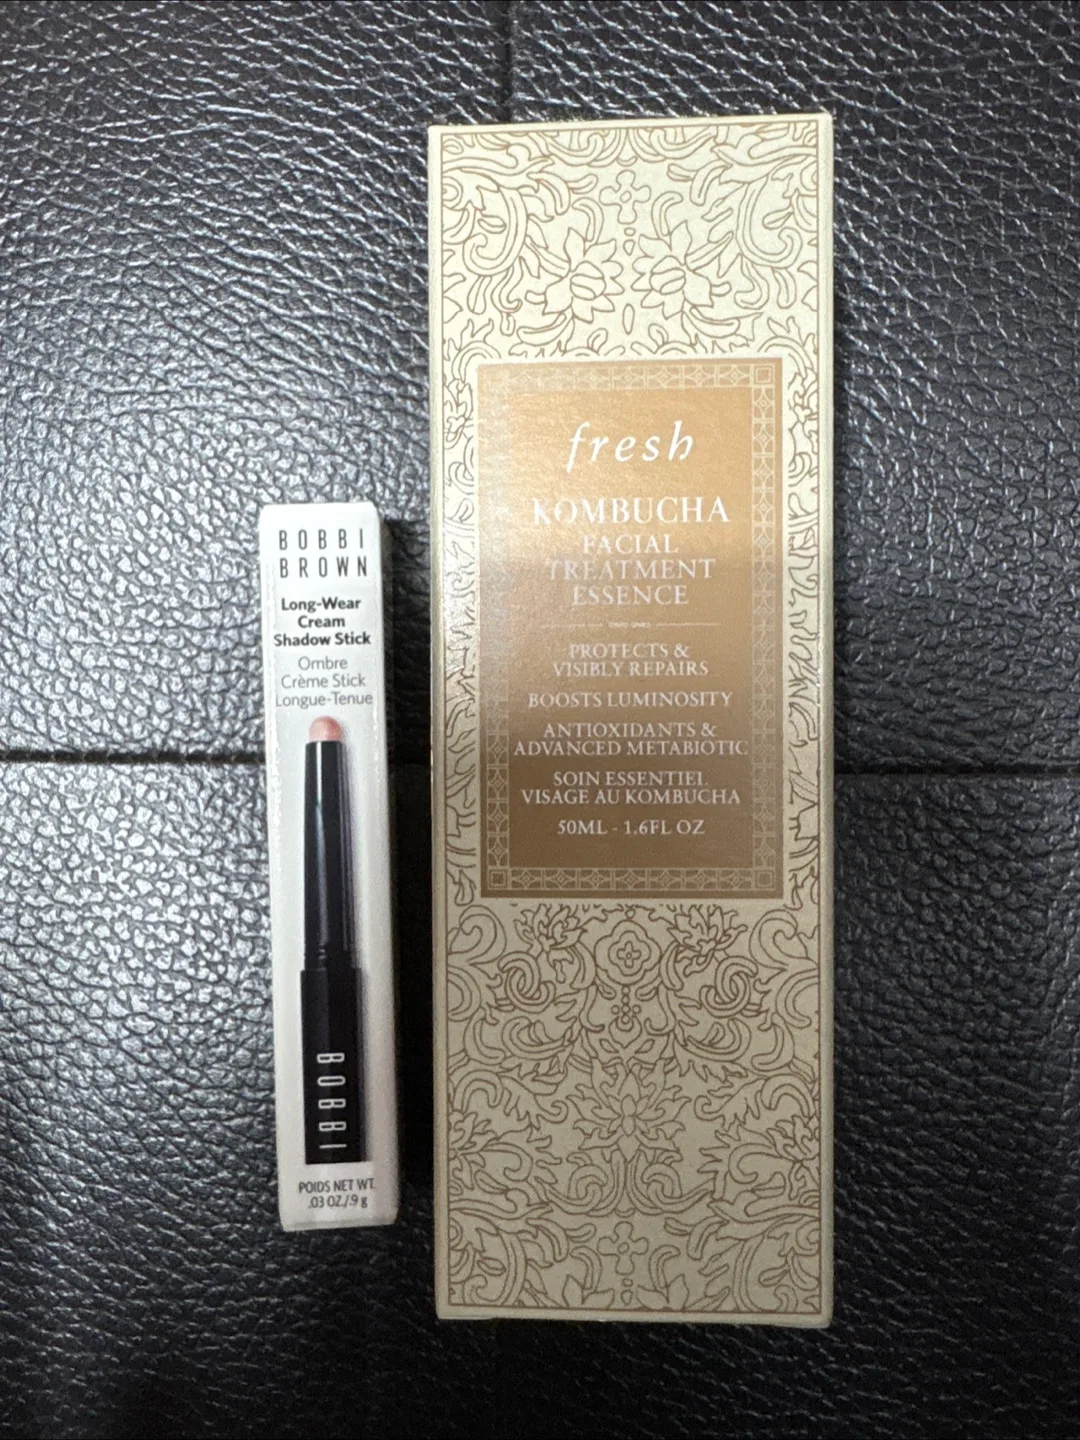 BOBBI
BROWN
Long-Wear
Cream
Shadow Stick
Ombre
Crème Stick
Longue-Tenue
BOBBI
POIDS NET WT.
.03 OZ./.9 g
fresh
KOMBUCHA
FACIAL
TREATMENT
ESSENCE
PROTECTS &
VISIBLY REPAIRS
BOOSTS LUMINOSITY
ANTIOXIDANTS &
ADVANCED METABIOTIC
SOIN ESSENTIEL
VISAGE AU KOMBUCHA
50ML - 1.6FL OZ